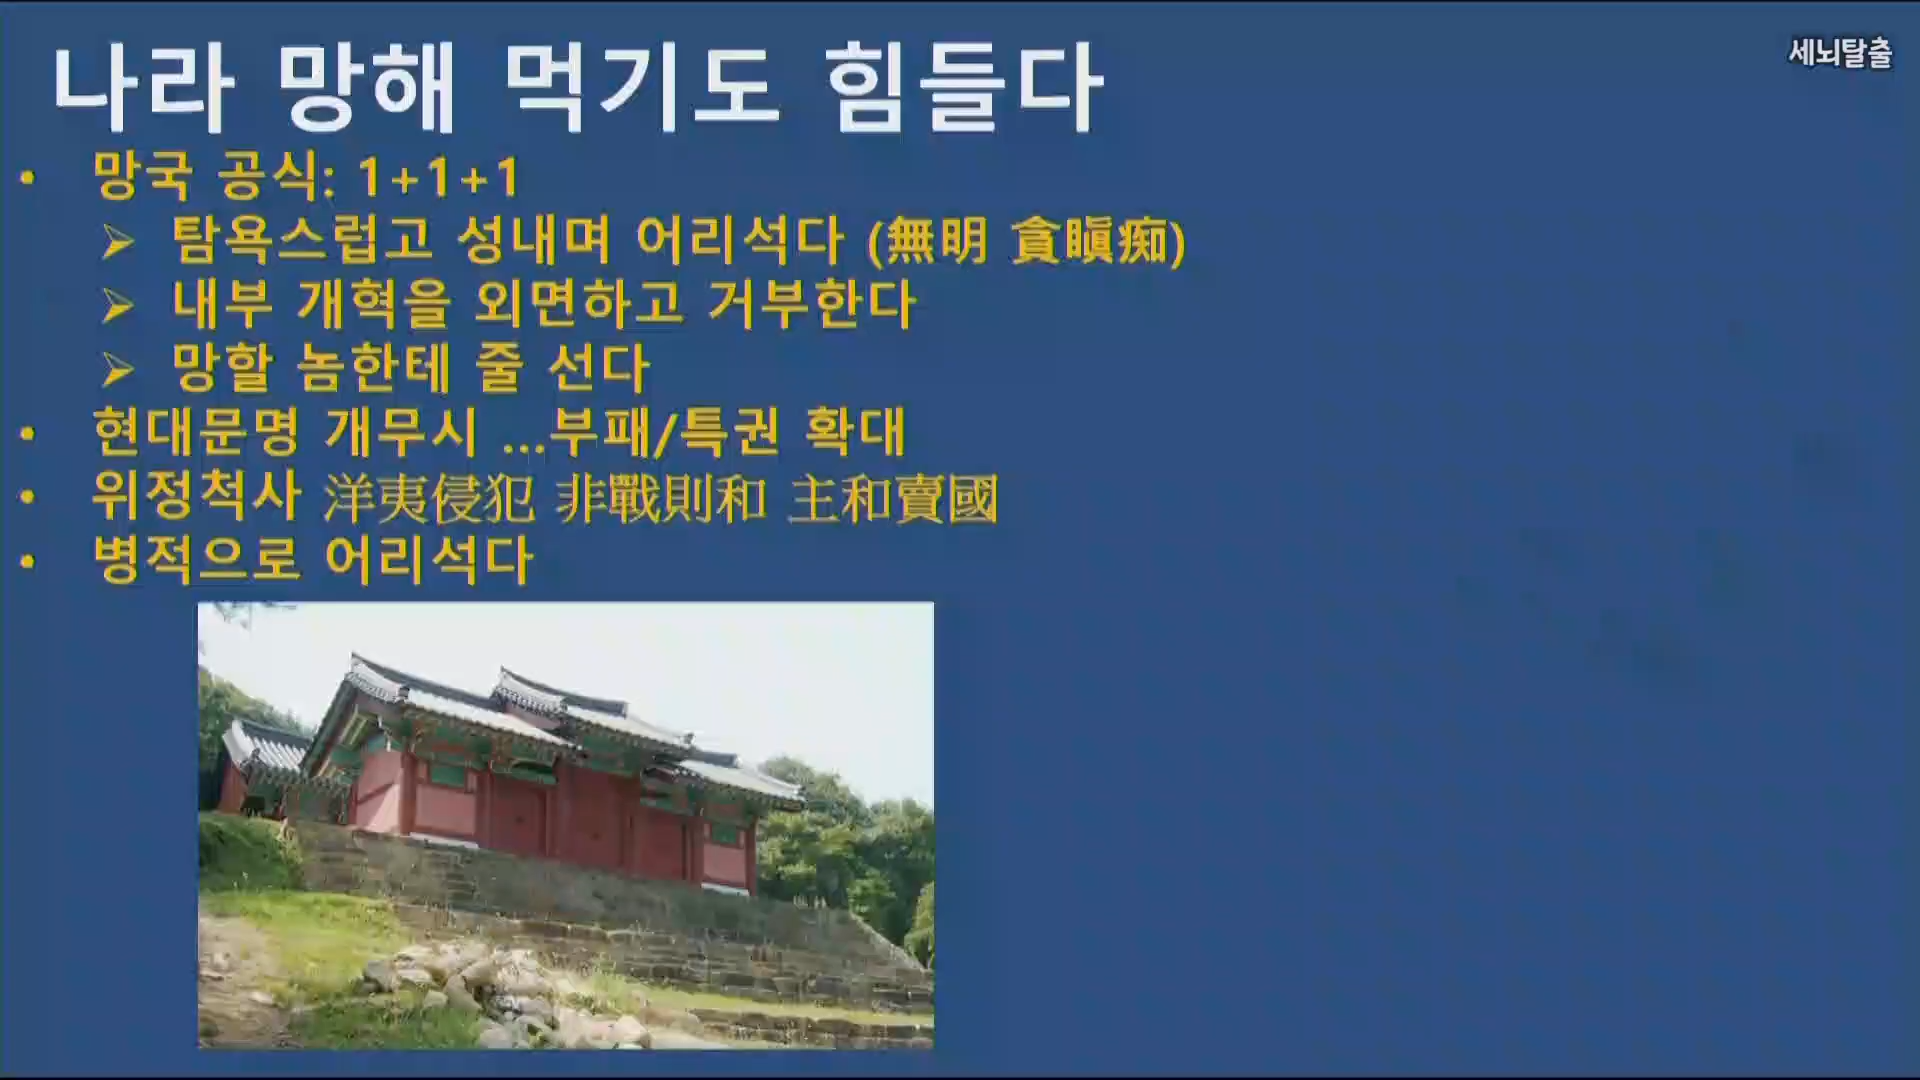 나라 망해 먹기도 힘들다
세뇌탈출
• 망국 공식: 1+1+1
➢ 탐욕스럽고 성내며 어리석다 (無明 貪瞋痴)
➢ 내부 개혁을 외면하고 거부한다
➢ 망할 놈한테 줄 선다
• 현대문명 개무시 ...부패/특권 확대
• 위정척사 洋夷侵犯 非戰則和 主和賣國
• 병적으로 어리석다